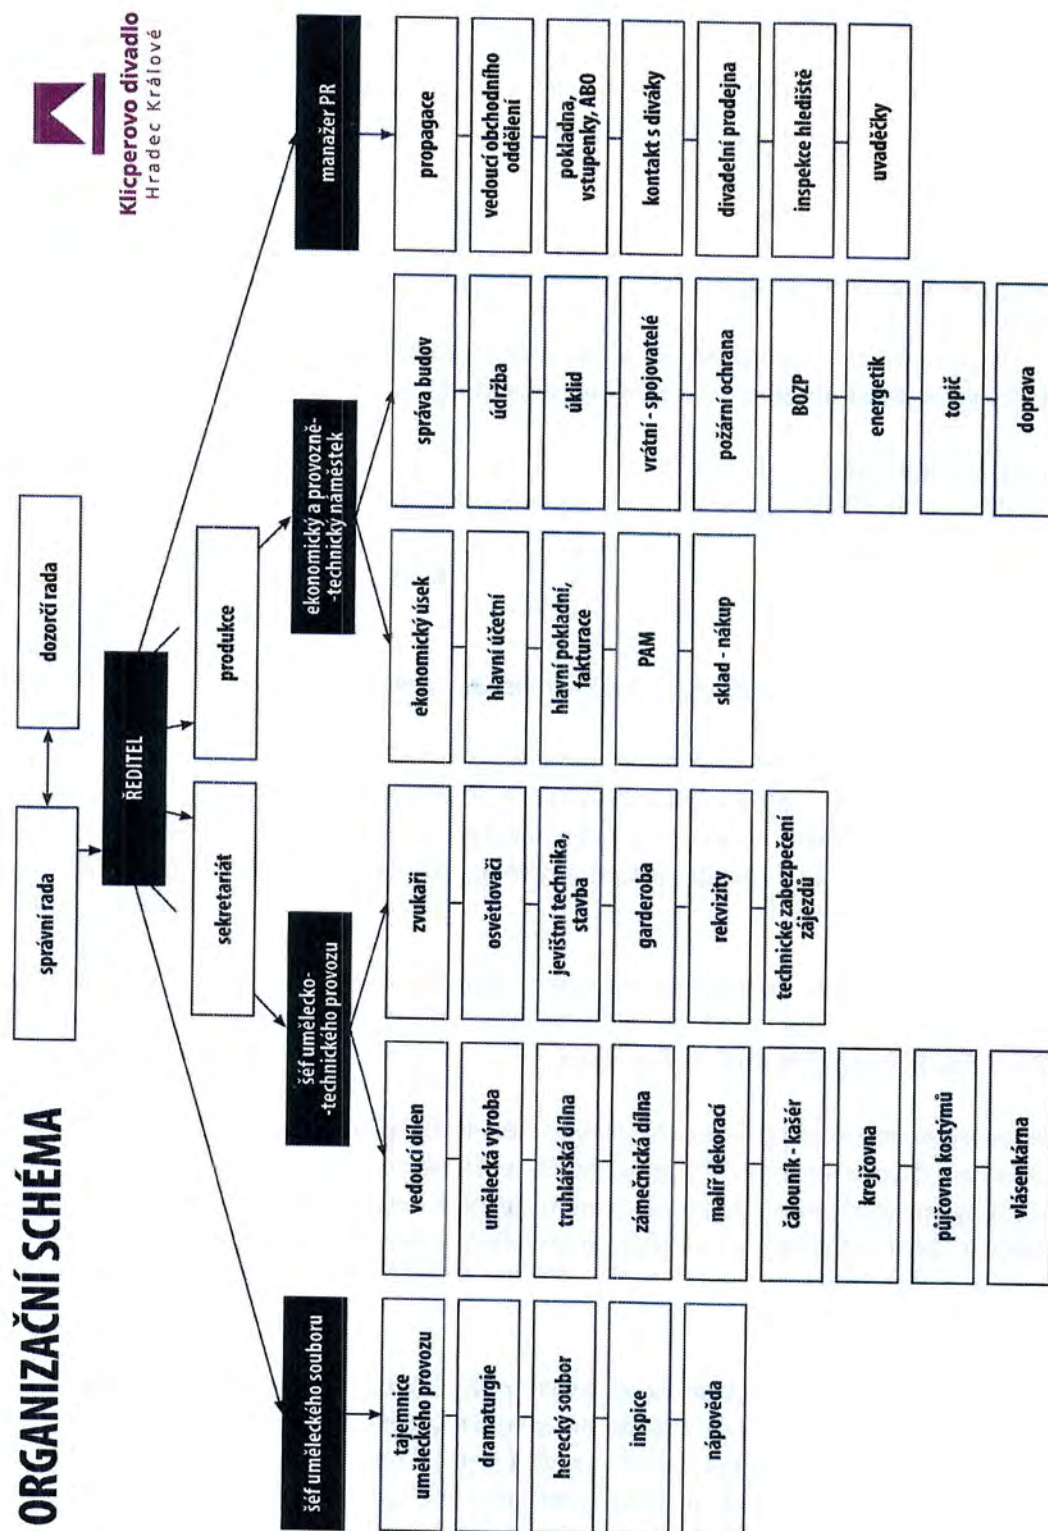 ORGANIZAČNÍ SCHÉMA
Klicperovo divadlo
Hradec Králové
správní rada
dozorčí rada
ŘEDITEL
sekretariát
produkce
šéf uměleckého souboru
šéf umělecko-
-technického provozu
ekonomický a provozně-
-technický náměstek
manažer PR
tajemnice
uměleckého provozu
dramaturgie
herecký soubor
inspice
nápověda
vedoucí dílen
umělecká výroba
truhlářská dílna
zámečnická dílna
malíř dekorací
čalouník - kašér
krejčovna
půjčovna kostýmů
vlásenkárna
zvukaři
osvětlovači
jevištní technika,
stavba
garderoba
rekvizity
technické zabezpečení
zájezdů
ekonomický úsek
hlavní účetní
hlavní pokladní,
fakturace
PAM
sklad - nákup
správa budov
údržba
úklid
vrátní - spojovatelé
požární ochrana
BOZP
energetik
topič
doprava
propagace
vedoucí obchodního
oddělení
pokladna,
vstupenky, ABO
kontakt s diváky
divadelní prodejna
inspekce hlediště
uvaděčky